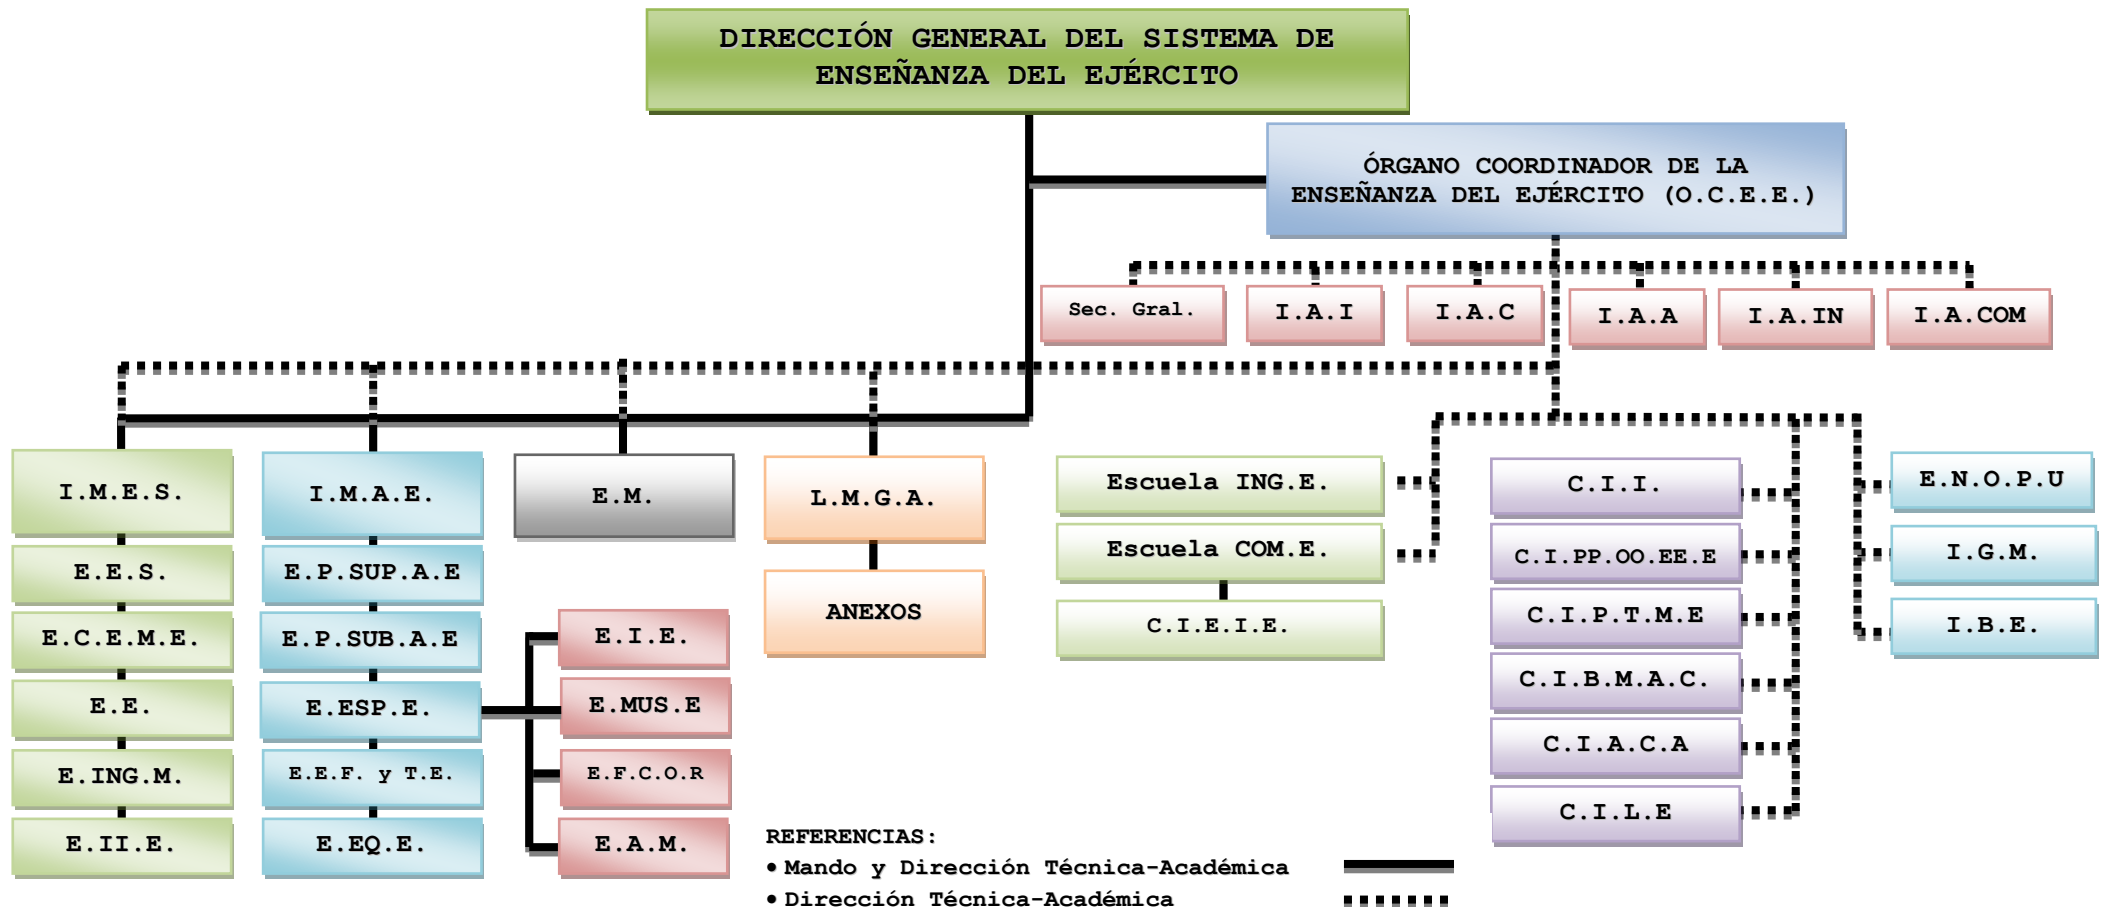 DIRECCIÓN GENERAL DEL SISTEMA DE
ENSEÑANZA DEL EJÉRCITO
ÓRGANO COORDINADOR DE LA
ENSEÑANZA DEL EJÉRCITO (O.C.E.E.)
Sec. Gral.
I.A.I
I.A.C
I.A.A
I.A.IN
I.A.COM
I.M.E.S.
E.E.S.
E.C.E.M.E.
E.E.
E.ING.M.
E.II.E.
I.M.A.E.
E.P.SUP.A.E
E.P.SUB.A.E
E.ESP.E.
E.E.F. y T.E.
E.EQ.E.
E.I.E.
E.MUS.E
E.F.C.O.R
E.A.M.
E.M.
L.M.G.A.
ANEXOS
Escuela ING.E.
Escuela COM.E.
C.I.E.I.E.
C.I.I.
C.I.PP.OO.EE.E
C.I.P.T.M.E
C.I.B.M.A.C.
C.I.A.C.A
C.I.L.E
E.N.O.P.U
I.G.M.
I.B.E.
REFERENCIAS:
• Mando y Dirección Técnica-Académica
• Dirección Técnica-Académica